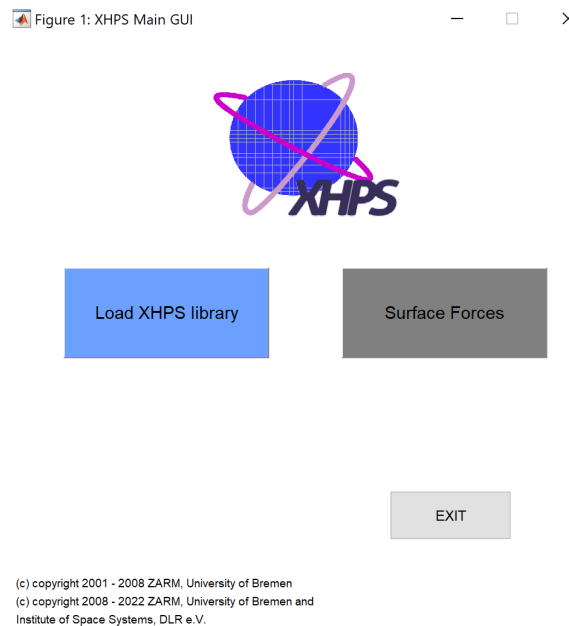 Figure 1: XHPS Main GUI
XHPS
Load XHPS library
Surface Forces
EXIT
(c) copyright 2001 - 2008 ZARM, University of Bremen
(c) copyright 2008 - 2022 ZARM, University of Bremen and
Institute of Space Systems, DLR e.V.